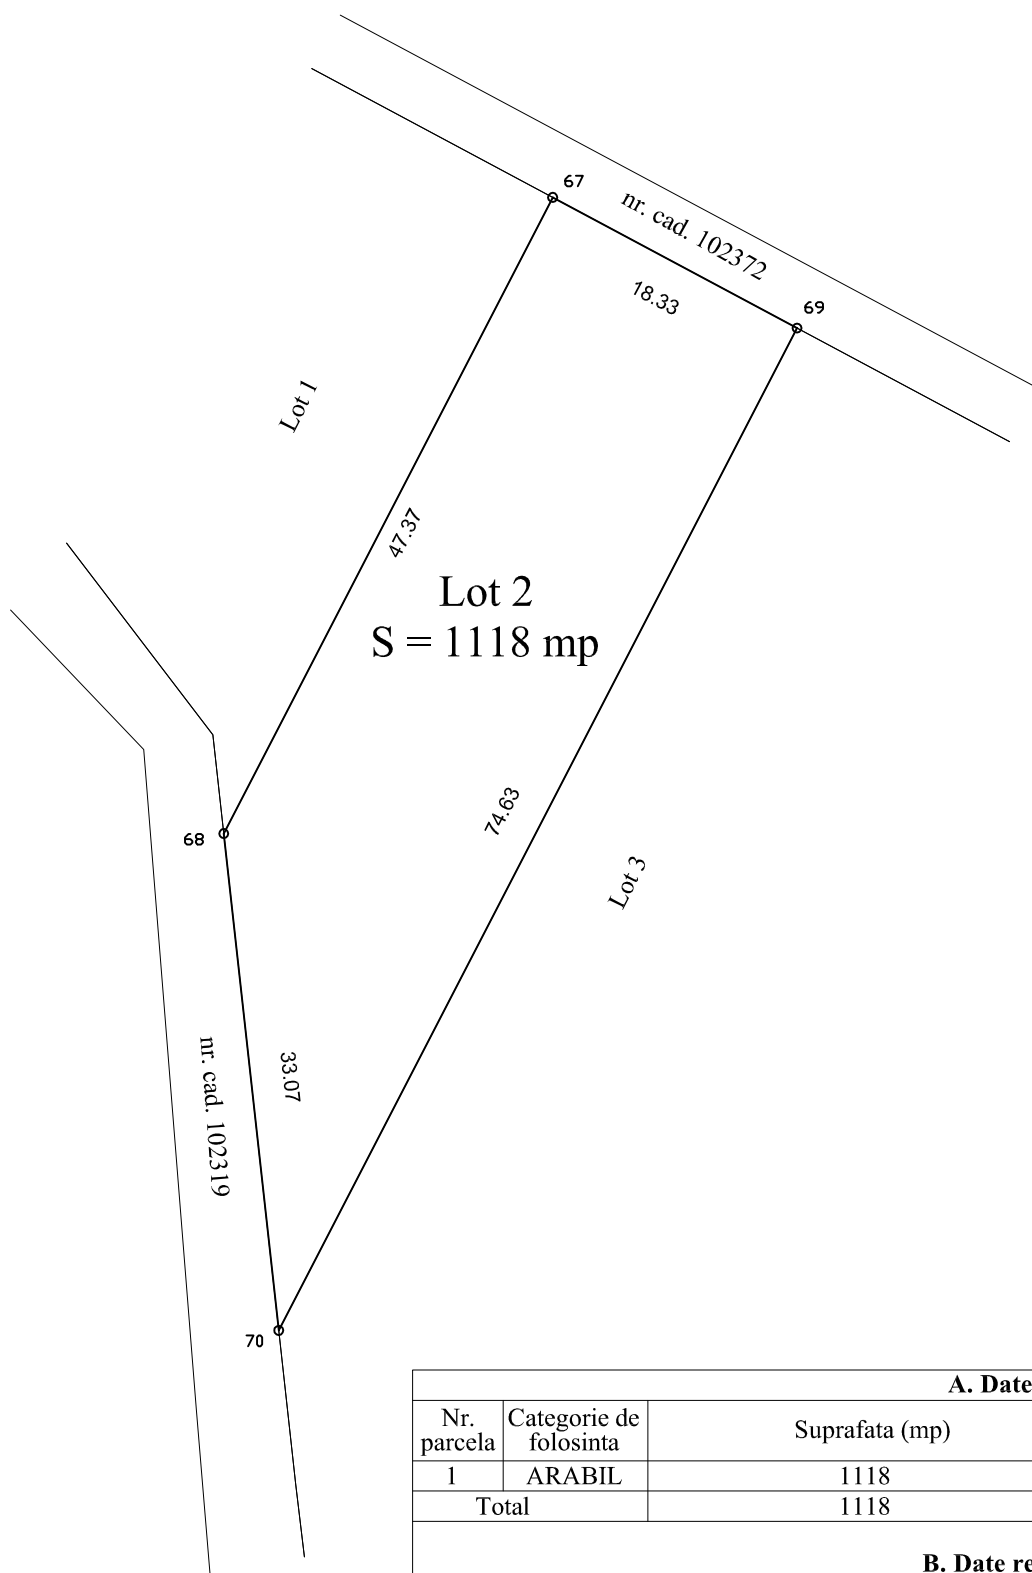 67
nr. cad. 102372
18.33
69
Lot 1
47.37
Lot 2
S = 1118 mp
74.63
68
Lot 3
33.07
nr. cad. 102319
70
A. Date
Nr. parcela Categorie de folosinta Suprafata (mp)
1 ARABIL 1118
Total 1118
B. Date re